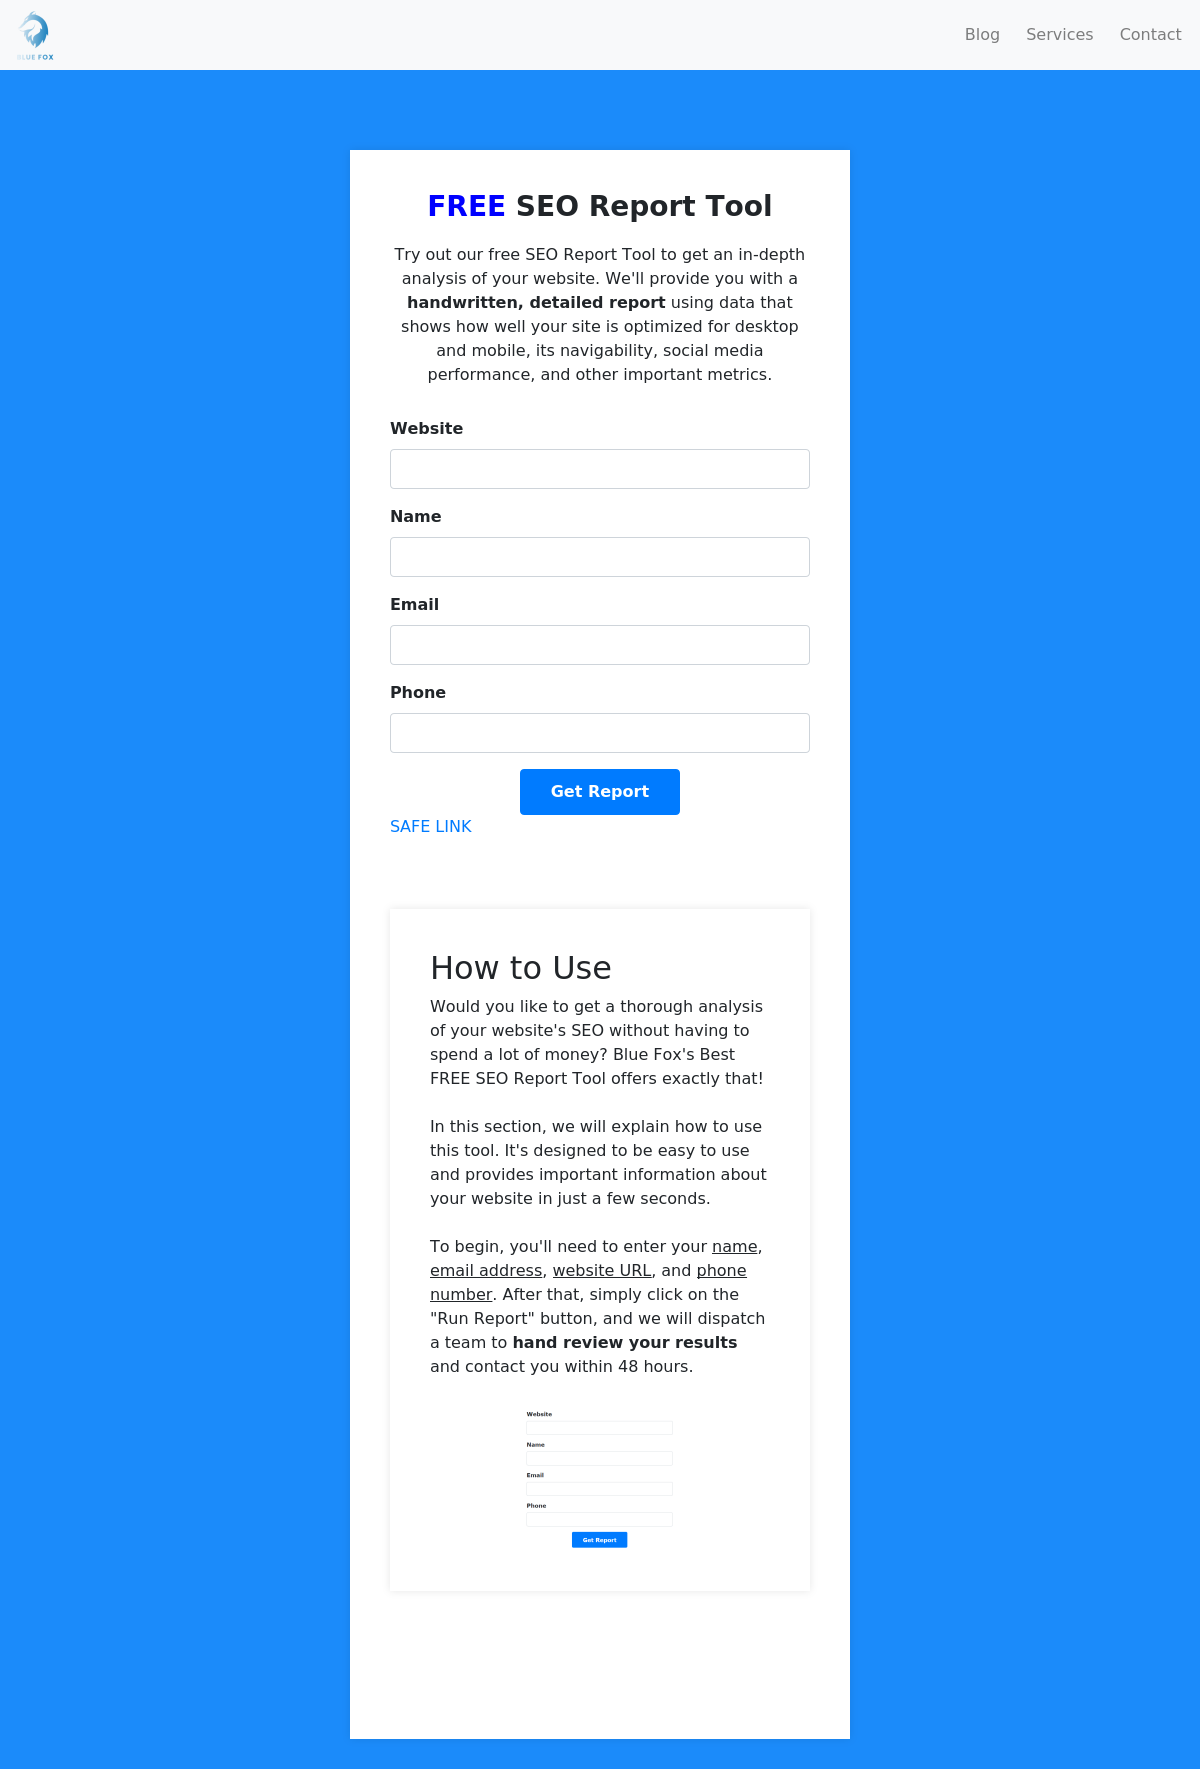 BLUE FOX
Blog Services Contact
FREE SEO Report Tool
Try out our free SEO Report Tool to get an in-depth
analysis of your website. We'll provide you with a
handwritten, detailed report using data that
shows how well your site is optimized for desktop
and mobile, its navigability, social media
performance, and other important metrics.
Website
Name
Email
Phone
Get Report
SAFE LINK
How to Use
Would you like to get a thorough analysis
of your website's SEO without having to
spend a lot of money? Blue Fox's Best
FREE SEO Report Tool offers exactly that!
In this section, we will explain how to use
this tool. It's designed to be easy to use
and provides important information about
your website in just a few seconds.
To begin, you'll need to enter your name,
email address, website URL, and phone
number. After that, simply click on the
"Run Report" button, and we will dispatch
a team to hand review your results
and contact you within 48 hours.
Website
Name
Email
Phone
Get Report